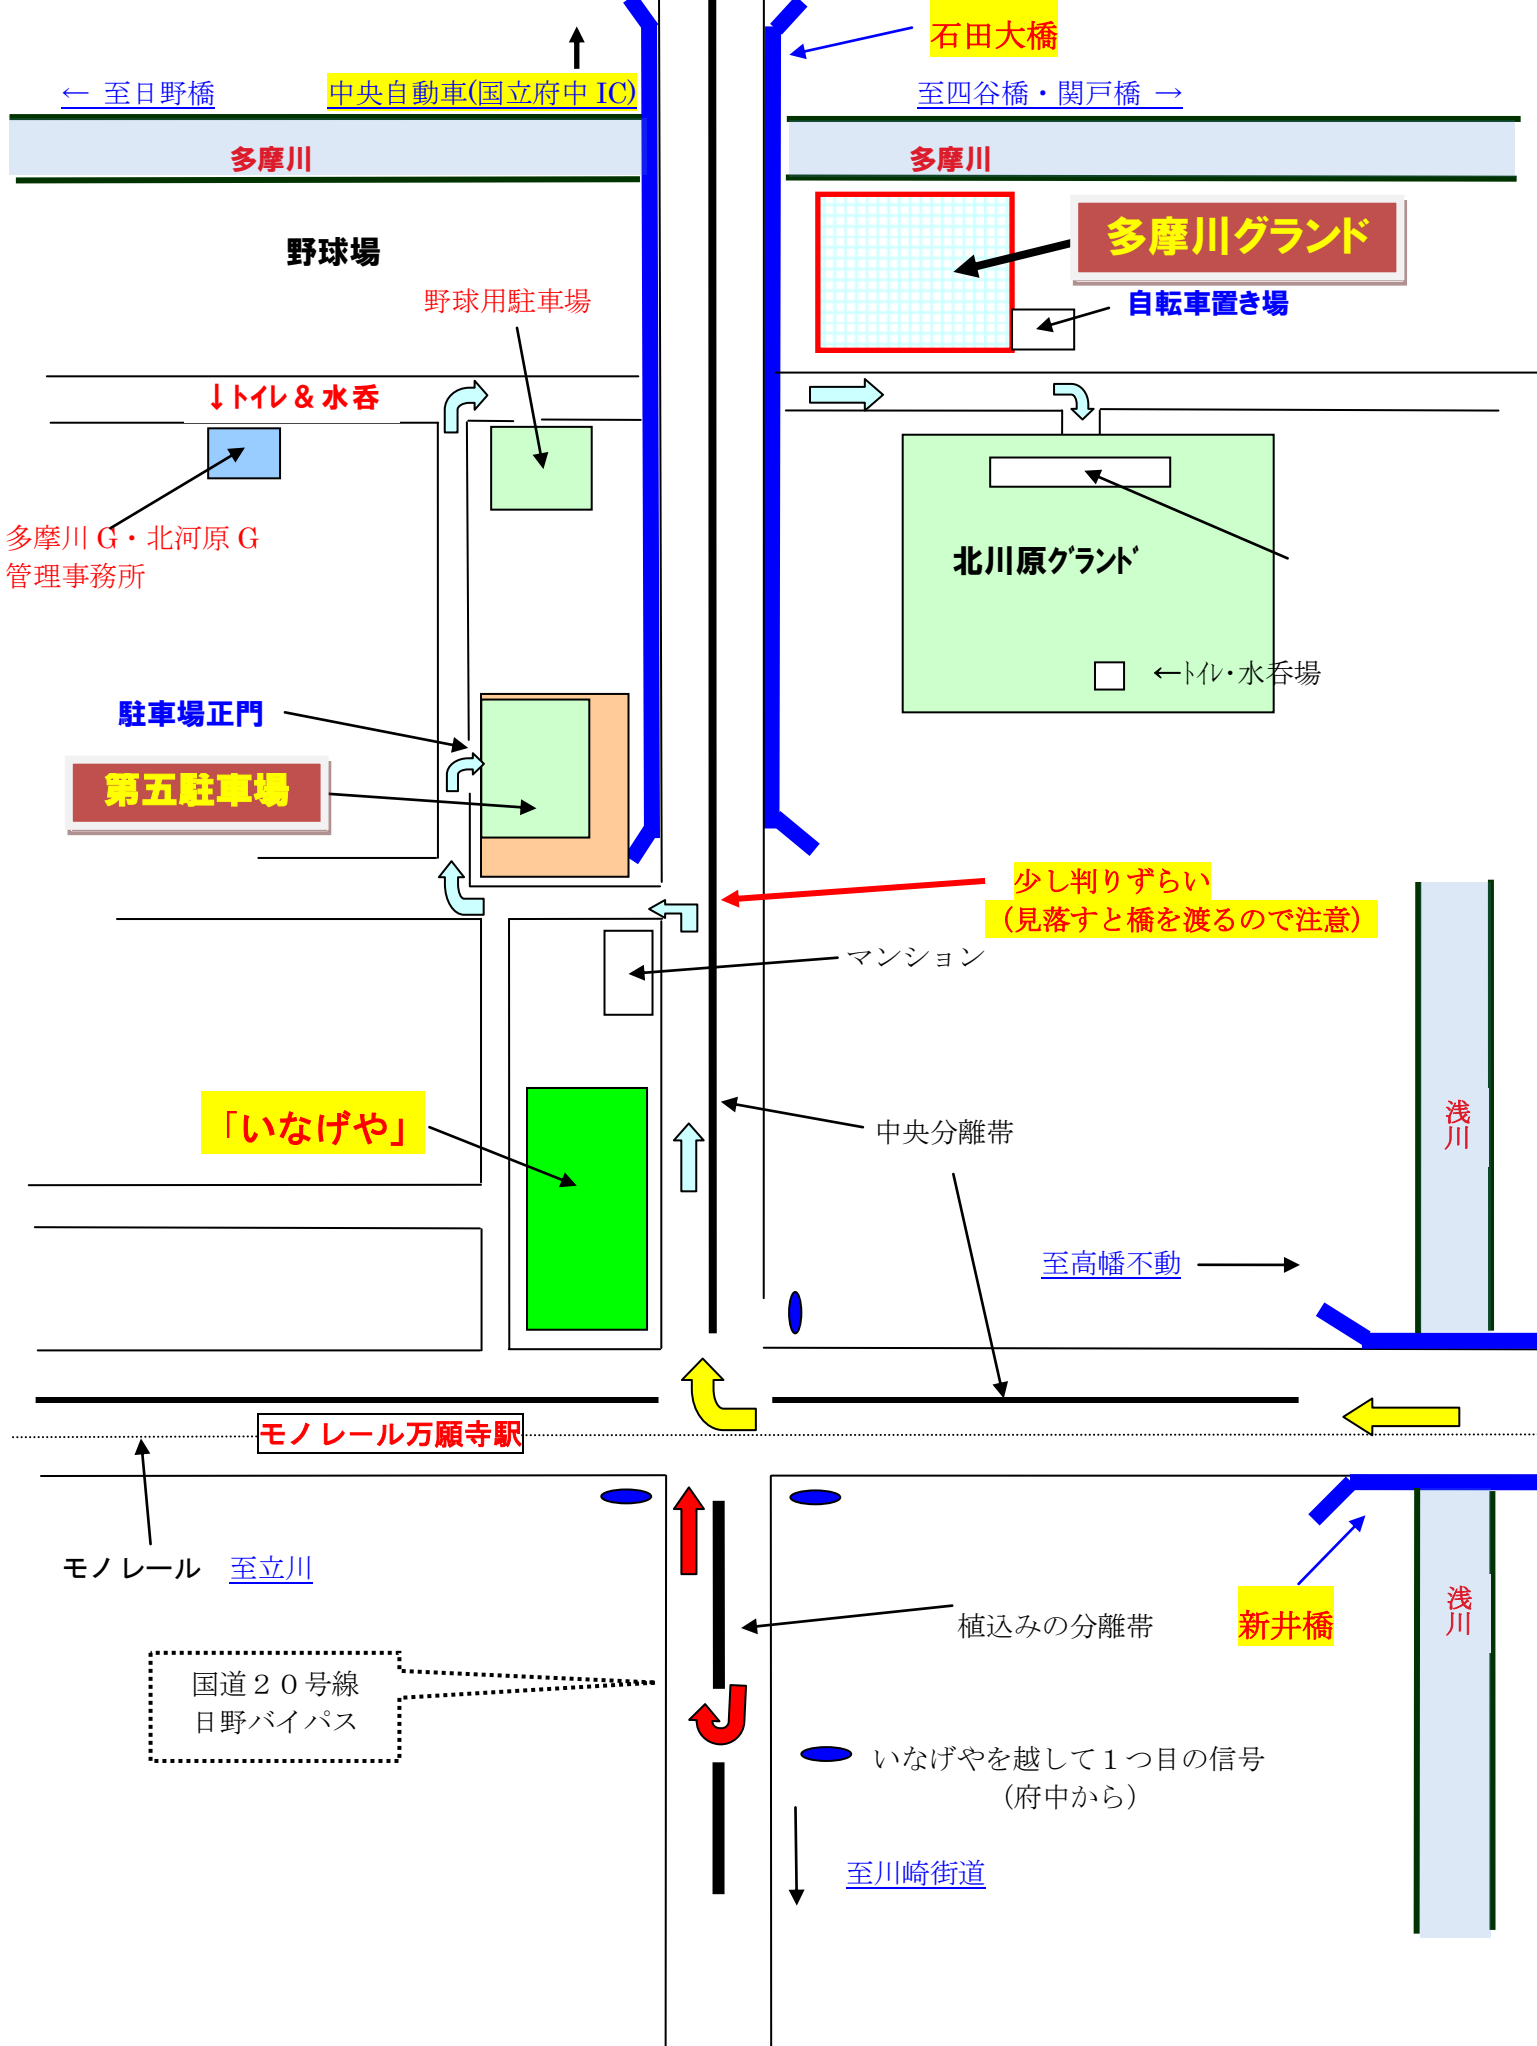 石田大橋
← 至日野橋
中央自動車(国立府中 IC)
至四谷橋・関戸橋 →
多摩川
多摩川
多摩川グランド
野球場
野球用駐車場
自転車置き場
↓ﾄｲﾚ & 水呑
多摩川 G・北河原 G
管理事務所
北川原ｸﾞﾗﾝﾄﾞ
←ﾄｲﾚ・水呑場
駐車場正門
第五駐車場
少し判りずらい
（見落すと橋を渡るので注意）
マンション
「いなげや」
中央分離帯
浅川
至高幡不動
モノレール万願寺駅
モノレール
至立川
植込みの分離帯
新井橋
浅川
国道２０号線
日野バイパス
いなげやを越して１つ目の信号
（府中から）
至川崎街道